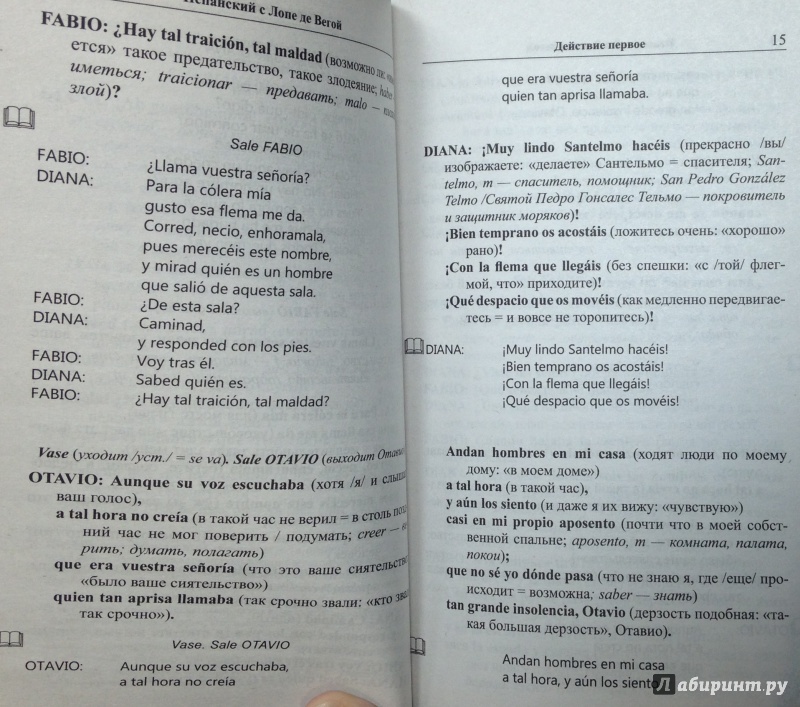 Испанский с Лопе де Вегой
FABIO: ¿Hay tal traición, tal maldad (возможно ли:
ется» такое предательство, такое злодеяние;
иметься; traicionar — предавать; malo —
злой)?
Sale FABIO
FABIO: ¿Llama vuestra señoría?
DIANA: Para la cólera mía
gusto esa flema me da.
Corred, necio, enhoramala,
pues merecéis este nombre,
y mirad quién es un hombre
que salió de aquesta sala.
FABIO: ¿De esta sala?
DIANA: Caminad,
y responded con los pies.
FABIO: Voy tras él.
DIANA: Sabed quién es.
FABIO: ¿Hay tal traición, tal maldad?
Vase (уходит /уст./ = se va). Sale OTAVIO (выходит
OTAVIO: Aunque su voz escuchaba (хотя /я/ и
ваш голос),
a tal hora no creía (в такой час не верил = в столь
ний час не мог поверить / подумать; creer —
рить; думать, полагать)
que era vuestra señoría (что это ваше сиятельство:
«было ваше сиятельство»)
quien tan aprisa llamaba (так срочно звали: «кто
так срочно»).
Vase. Sale OTAVIO
OTAVIO: Aunque su voz escuchaba,
a tal hora no creía
Действие первое 15
que era vuestra señoría
quien tan aprisa llamaba.
DIANA: ¡Muy lindo Santelmo hacéis (прекрасно /вы/
изображаете: «делаете» Сантельмо = спасителя; San-
telmo, m — спаситель, помощник; San Pedro González
Telmo /Святой Педро Гонсалес Тельмо — покровитель
и защитник моряков)!
¡Bien temprano os acostáis (ложитесь очень: «хорошо»
рано)!
¡Con la flema que llegáis (без спешки: «с /той/ флег-
мой, что» приходите)!
¡Qué despacio que os movéis (как медленно передвигае-
тесь = и вовсе не торопитесь)!
DIANA: ¡Muy lindo Santelmo hacéis!
¡Bien temprano os acostáis!
¡Con la flema que llegáis!
¡Qué despacio que os movéis!
Andan hombres en mi casa (ходят люди по моему
дому: «в моем доме»)
a tal hora (в такой час),
y aún los siento (и даже я их вижу: «чувствую»)
casi en mi propio aposento (почти что в моей собст-
венной спальне; aposento, m — комната, палата,
покои);
que no sé yo dónde pasa (что не знаю я, где /еще/ про-
исходит = возможна; saber — знать)
tan grande insolencia, Otavio (дерзость подобная: «та-
кая большая дерзость», Отавио).
Andan hombres en mi casa
a tal hora, y aún los siento
Лабиринт.ру